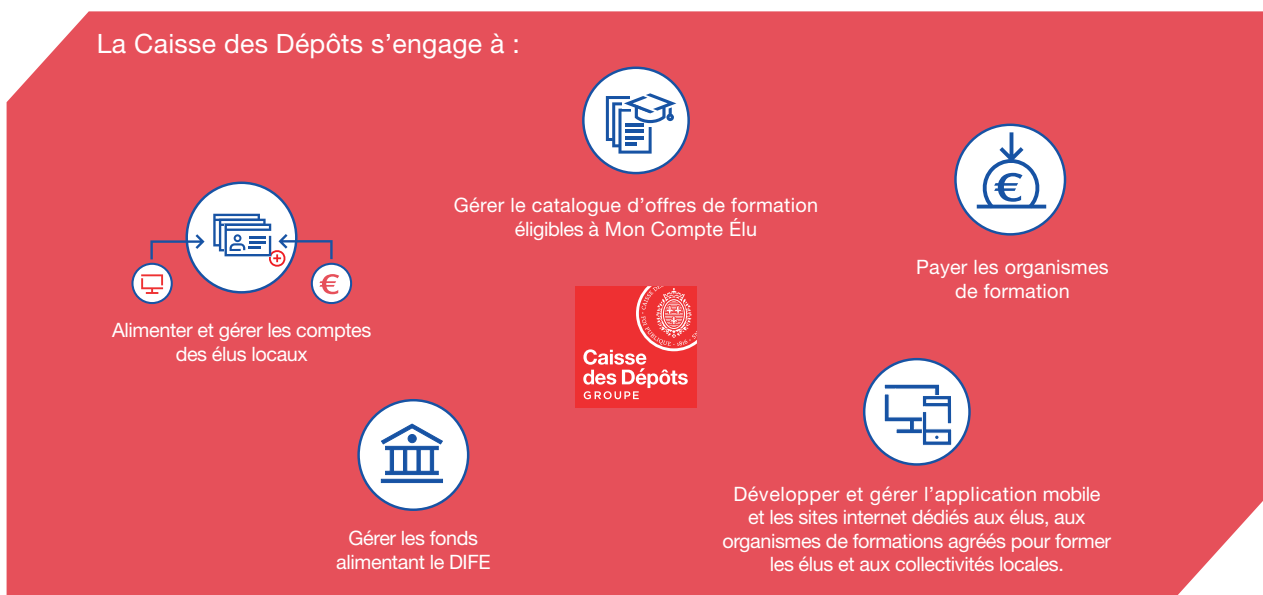 La Caisse des Dépôts s'engage à :
Gérer le catalogue d'offres de formation
éligibles à Mon Compte Élu
Payer les organismes
de formation
€
€
Alimenter et gérer les comptes
des élus locaux
Caisse
des Dépôts
GROUPE
Gérer les fonds
alimentant le DIFE
Développer et gérer l'application mobile
et les sites internet dédiés aux élus, aux
organismes de formations agréés pour former
les élus et aux collectivités locales.